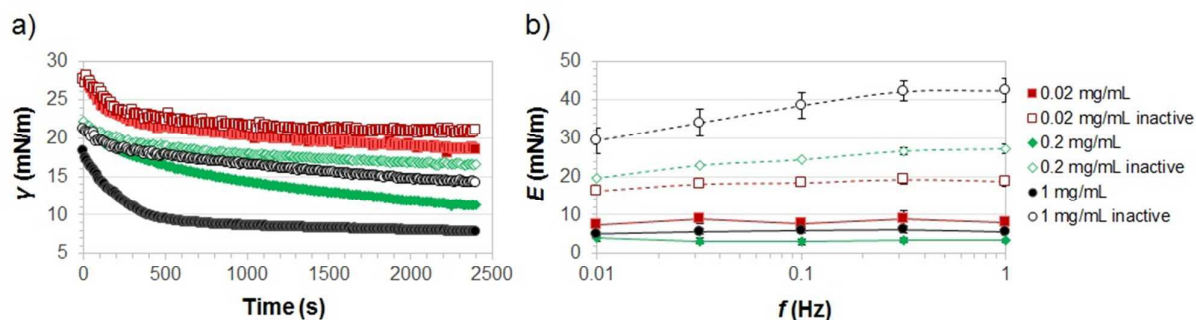 a)
30
25
20
15
10
5
γ (mN/m)
0 500 1000 1500 2000 2500
Time (s)
b)
50
40
30
20
10
0
E (mN/m)
0.01 0.1 1
f (Hz)
0.02 mg/mL
0.02 mg/mL inactive
0.2 mg/mL
0.2 mg/mL inactive
1 mg/mL
1 mg/mL inactive